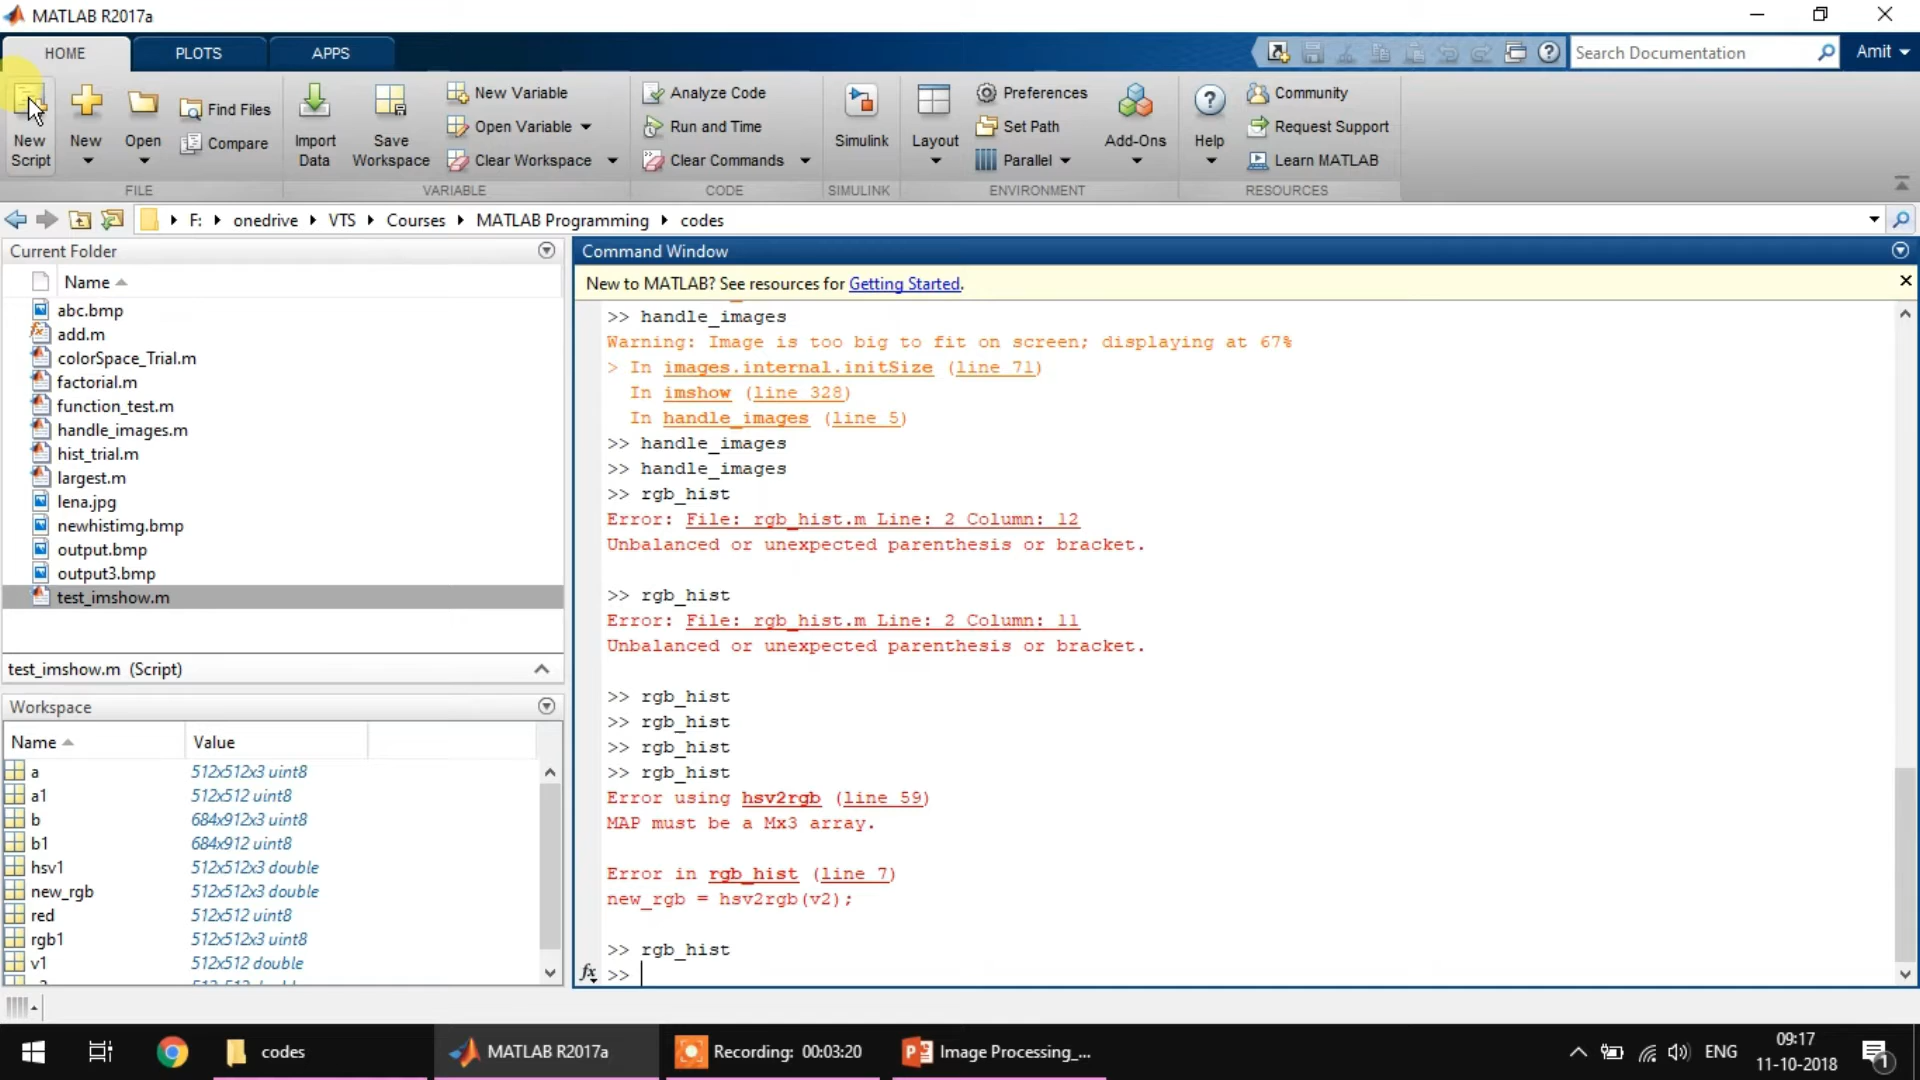 MATLAB R2017a
HOME PLOTS APPS
Search Documentation Amit
New Script New Open Find Files Compare
FILE
Import Data Save Workspace New Variable Open Variable Clear Workspace
VARIABLE
Analyze Code Run and Time Clear Commands
CODE
Simulink
SIMULINK
Layout Preferences Set Path Parallel Add-Ons
ENVIRONMENT
Help Community Request Support Learn MATLAB
RESOURCES
F: onedrive VTS Courses MATLAB Programming codes
Current Folder
Name
abc.bmp
add.m
colorSpace_Trial.m
factorial.m
function_test.m
handle_images.m
hist_trial.m
largest.m
lena.jpg
newhistimg.bmp
output.bmp
output3.bmp
test_imshow.m
test_imshow.m (Script)
Workspace
Name Value
a 512x512x3 uint8
a1 512x512 uint8
b 684x912x3 uint8
b1 684x912 uint8
hsv1 512x512x3 double
new_rgb 512x512x3 double
red 512x512 uint8
rgb1 512x512x3 uint8
v1 512x512 double
Command Window
New to MATLAB? See resources for Getting Started.
>> handle_images
Warning: Image is too big to fit on screen; displaying at 67%
> In images.internal.initSize (line 71)
In imshow (line 328)
In handle_images (line 5)
>> handle_images
>> handle_images
>> rgb_hist
Error: File: rgb_hist.m Line: 2 Column: 12
Unbalanced or unexpected parenthesis or bracket.
>> rgb_hist
Error: File: rgb_hist.m Line: 2 Column: 11
Unbalanced or unexpected parenthesis or bracket.
>> rgb_hist
>> rgb_hist
>> rgb_hist
>> rgb_hist
Error using hsv2rgb (line 59)
MAP must be a Mx3 array.
Error in rgb_hist (line 7)
new_rgb = hsv2rgb(v2);
>> rgb_hist
fx >>
codes MATLAB R2017a Recording: 00:03:20 Image Processing_... ENG 09:17
11-10-2018 1